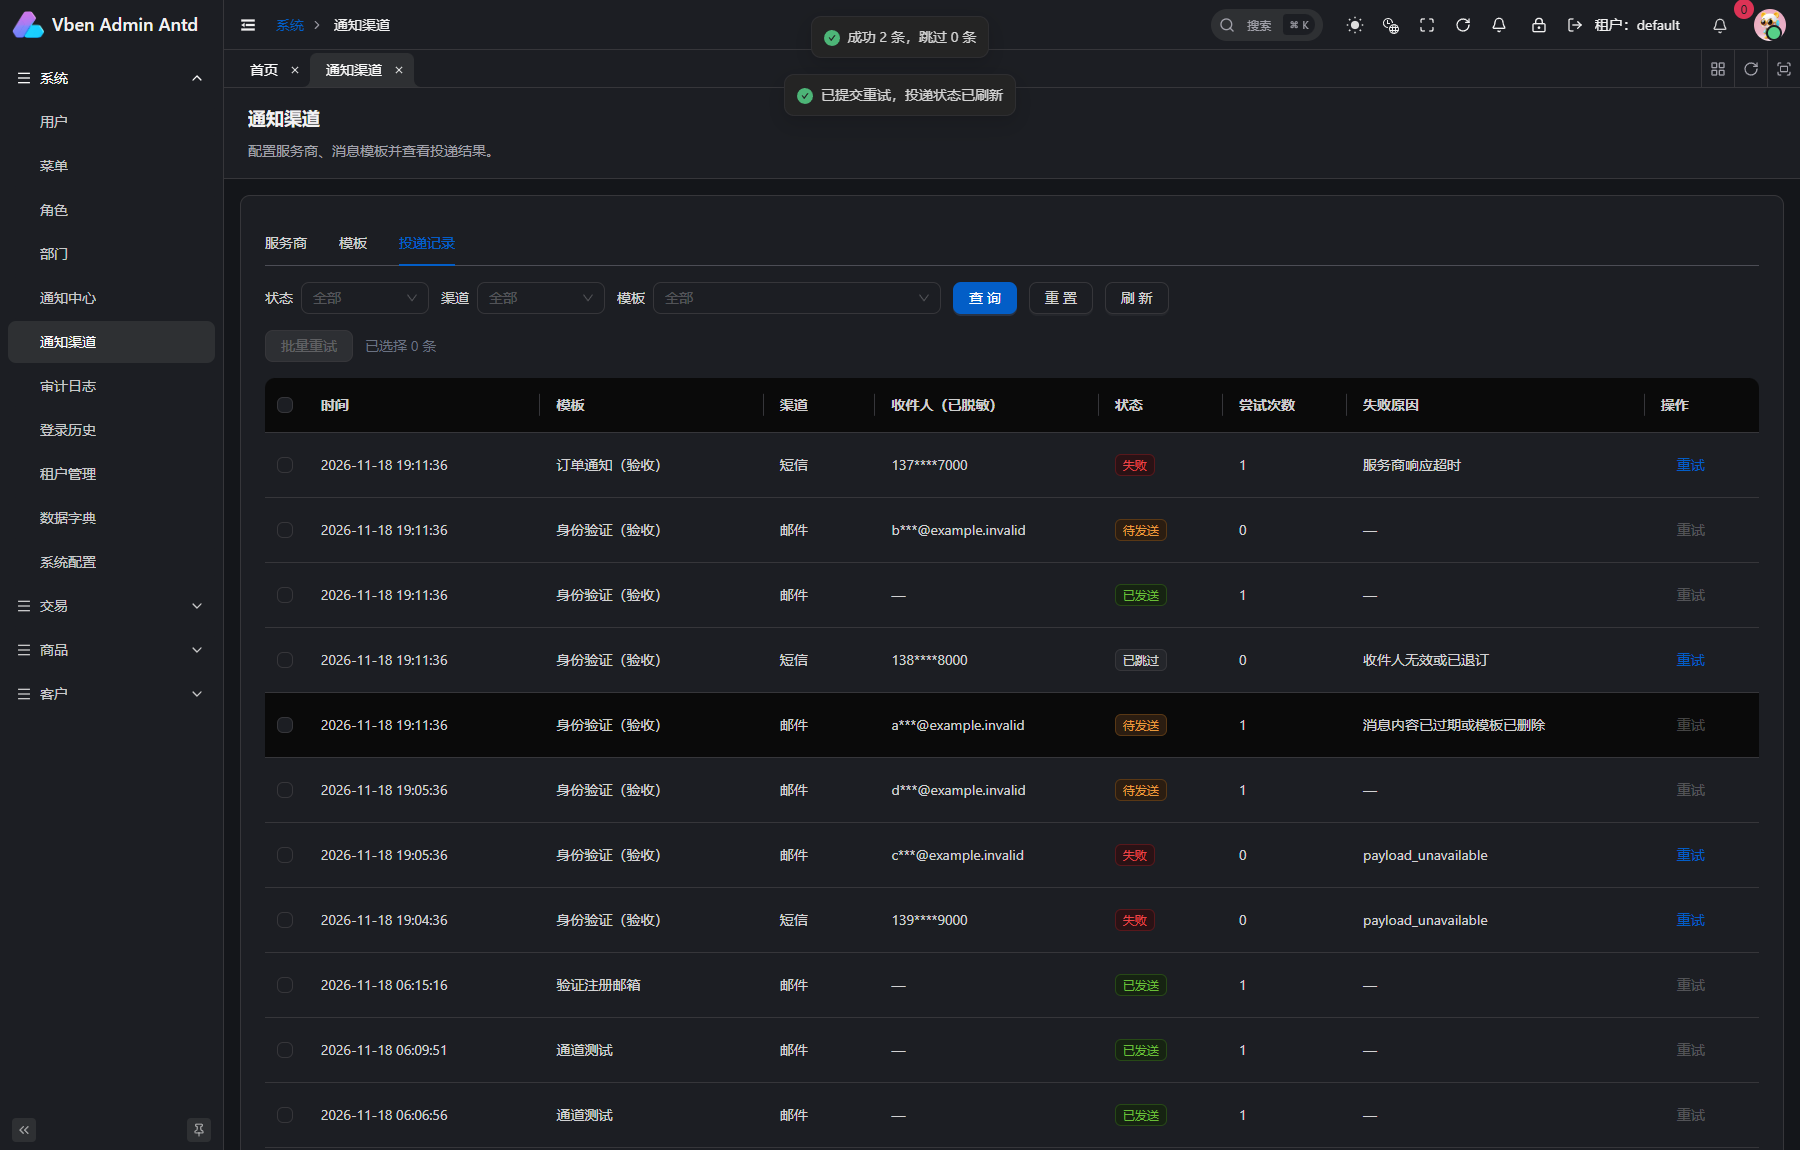 Vben Admin Antd
系统 > 通知渠道
成功 2 条，跳过 0 条
搜索 ⌘ K
租户：default
0
首页 ×
通知渠道 ×
已提交重试，投递状态已刷新
系统
用户
菜单
角色
部门
通知中心
通知渠道
审计日志
登录历史
租户管理
数据字典
系统配置
交易
商品
客户
通知渠道
配置服务商、消息模板并查看投递结果。
服务商 模板 投递记录
状态 全部 渠道 全部 模板 全部 查 询 重 置 刷 新
批量重试 已选择 0 条
时间 模板 渠道 收件人（已脱敏） 状态 尝试次数 失败原因 操作
2026-11-18 19:11:36 订单通知（验收） 短信 137****7000 失败 1 服务商响应超时 重试
2026-11-18 19:11:36 身份验证（验收） 邮件 b***@example.invalid 待发送 0 — 重试
2026-11-18 19:11:36 身份验证（验收） 邮件 — 已发送 1 — 重试
2026-11-18 19:11:36 身份验证（验收） 短信 138****8000 已跳过 0 收件人无效或已退订 重试
2026-11-18 19:11:36 身份验证（验收） 邮件 a***@example.invalid 待发送 1 消息内容已过期或模板已删除 重试
2026-11-18 19:05:36 身份验证（验收） 邮件 d***@example.invalid 待发送 1 — 重试
2026-11-18 19:05:36 身份验证（验收） 邮件 c***@example.invalid 失败 0 payload_unavailable 重试
2026-11-18 19:04:36 身份验证（验收） 短信 139****9000 失败 0 payload_unavailable 重试
2026-11-18 06:15:16 验证注册邮箱 邮件 — 已发送 1 — 重试
2026-11-18 06:09:51 通道测试 邮件 — 已发送 1 — 重试
2026-11-18 06:06:56 通道测试 邮件 — 已发送 1 — 重试